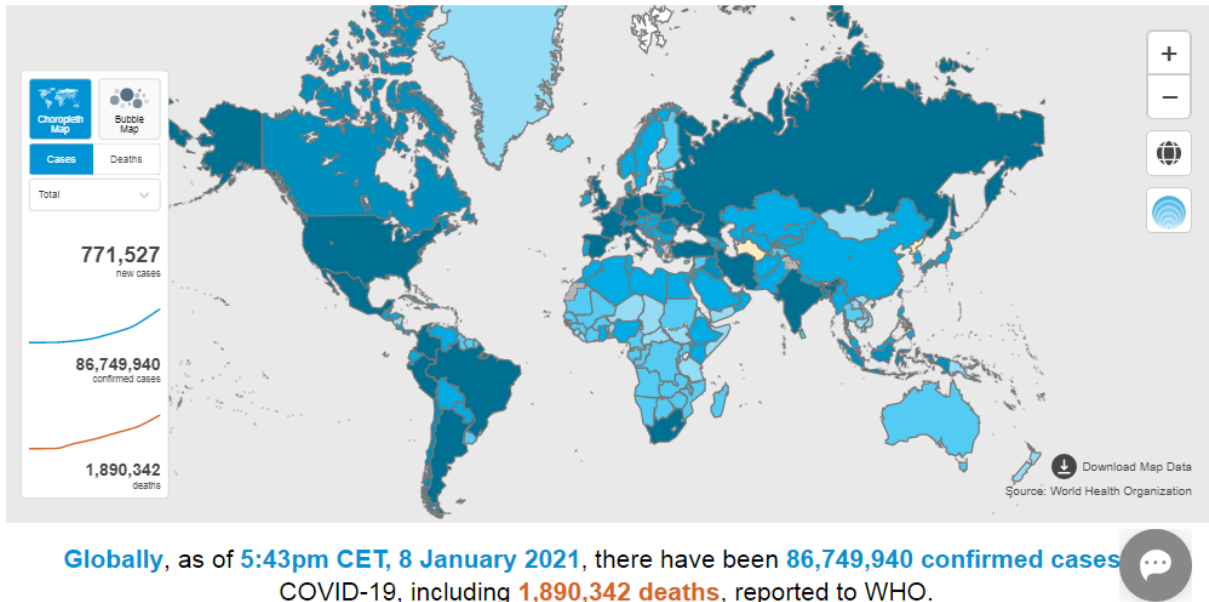 +
−
Choropleth
Map
Bubble
Map
Cases
Deaths
Total
771,527
new cases
86,749,940
confirmed cases
1,890,342
deaths
Download Map Data
Source: World Health Organization
Globally, as of 5:43pm CET, 8 January 2021, there have been 86,749,940 confirmed cases
COVID-19, including 1,890,342 deaths, reported to WHO.